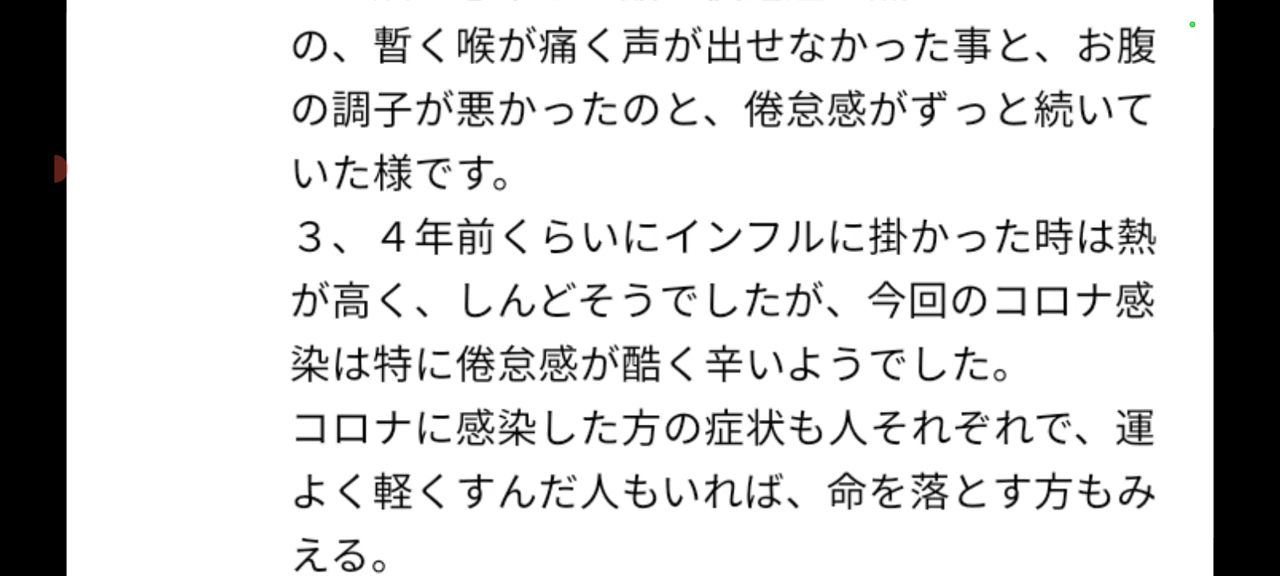 の、暫く喉が痛く声が出せなかった事と、お腹
の調子が悪かったのと、倦怠感がずっと続いて
いた様です。
３、４年前くらいにインフルに掛かった時は熱
が高く、しんどそうでしたが、今回のコロナ感
染は特に倦怠感が酷く辛いようでした。
コロナに感染した方の症状も人それぞれで、運
よく軽くすんだ人もいれば、命を落とす方もみ
える。